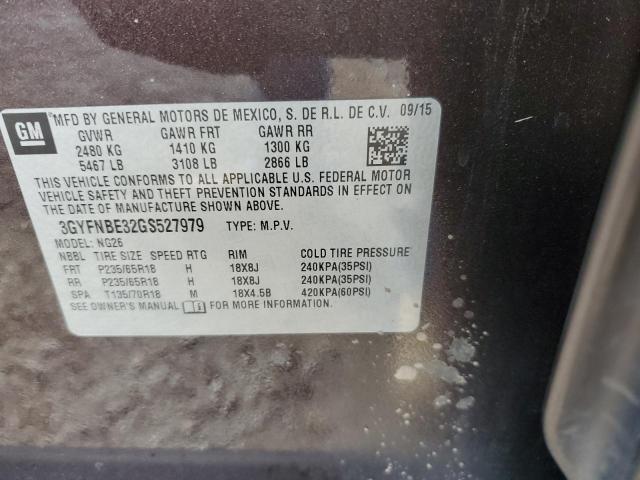 GM
MFD BY GENERAL MOTORS DE MEXICO, S. DE R.L. DE C.V. 09/15
GVWR GAWR FRT GAWR RR
2480 KG 1410 KG 1300 KG
5467 LB 3108 LB 2866 LB
THIS VEHICLE CONFORMS TO ALL APPLICABLE U.S. FEDERAL MOTOR
VEHICLE SAFETY AND THEFT PREVENTION STANDARDS IN EFFECT ON
THE DATE OF MANUFACTURE SHOWN ABOVE.
3GYFNBE32GS527979 TYPE: M.P.V.
MODEL: NG26
NBBL TIRE SIZE SPEED RTG RIM COLD TIRE PRESSURE
FRT P235/65R18 H 18X8J 240KPA(35PSI)
RR P235/65R18 H 18X8J 240KPA(35PSI)
SPA T135/70R18 M 18X4.5B 420KPA(60PSI)
SEE OWNER'S MANUAL FOR MORE INFORMATION.